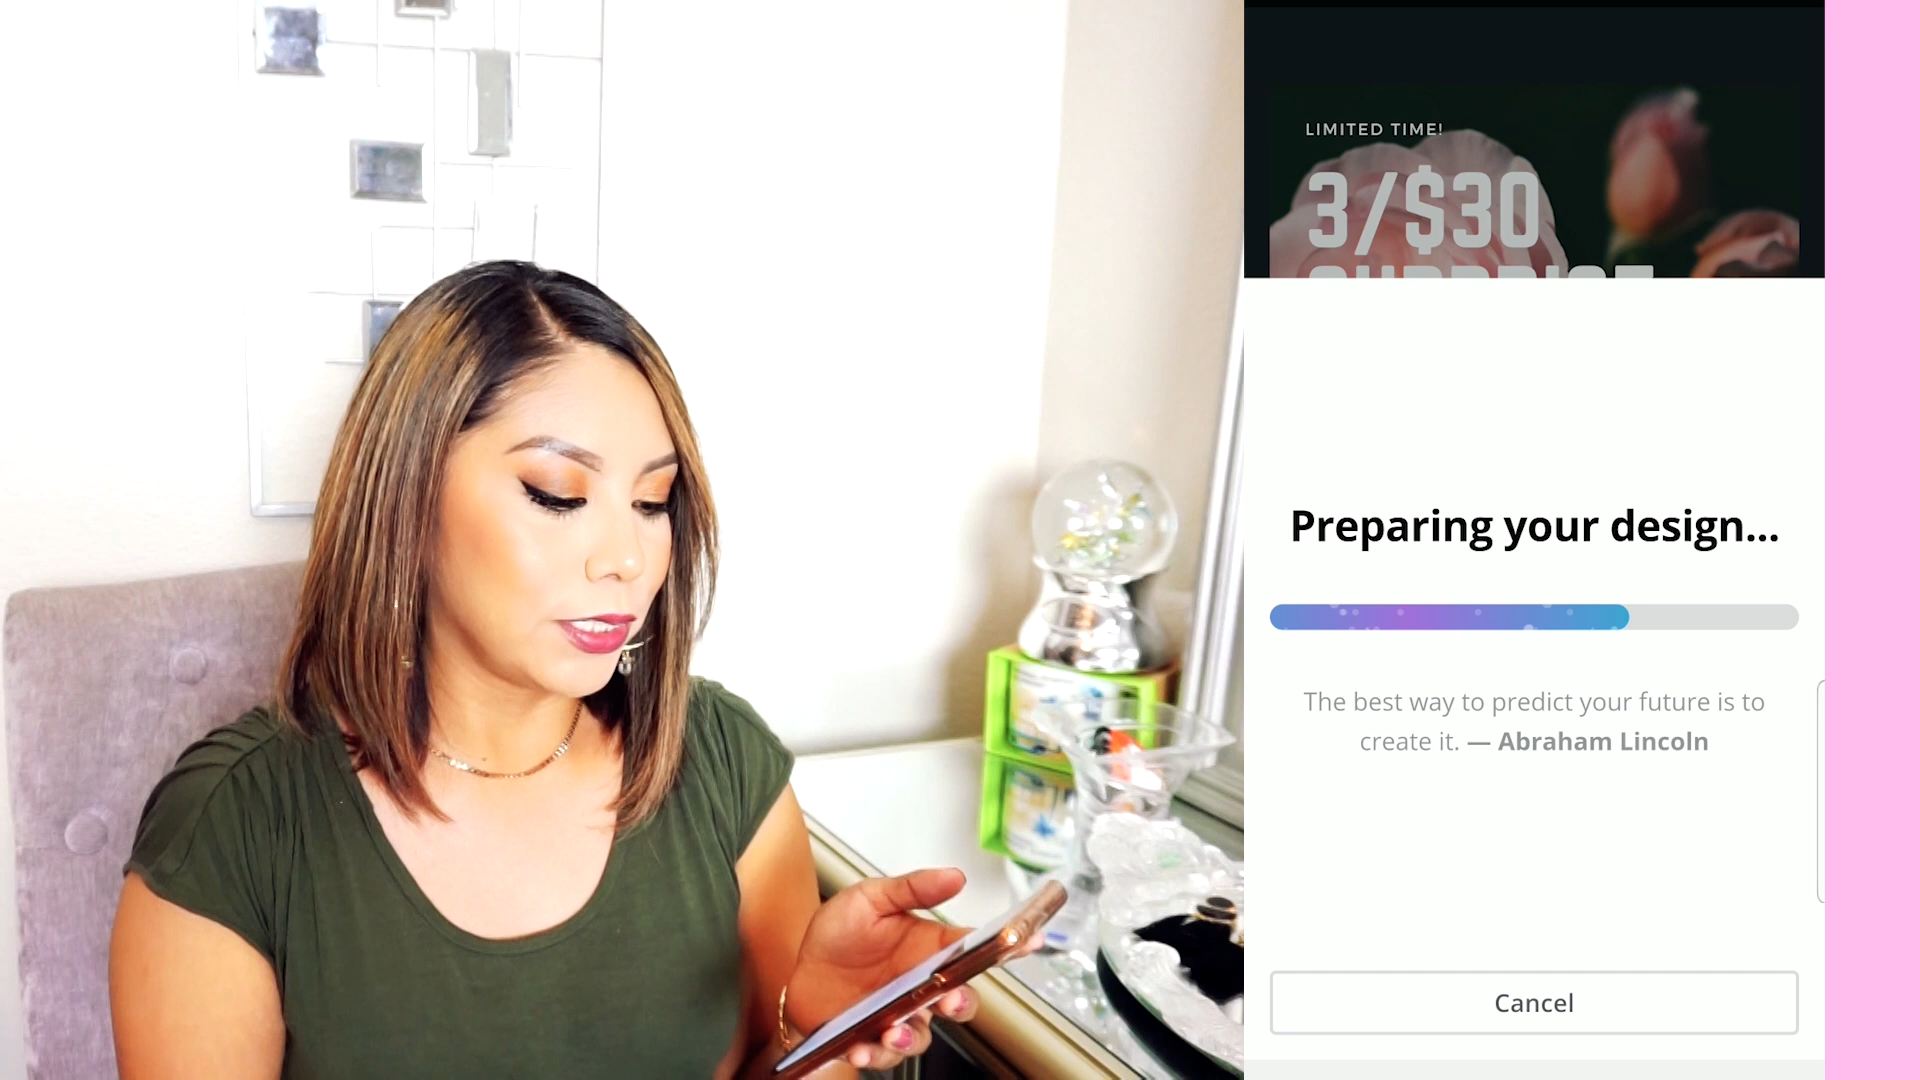 LIMITED TIME!
3/$30
Preparing your design...
The best way to predict your future is to
create it. — Abraham Lincoln
Cancel